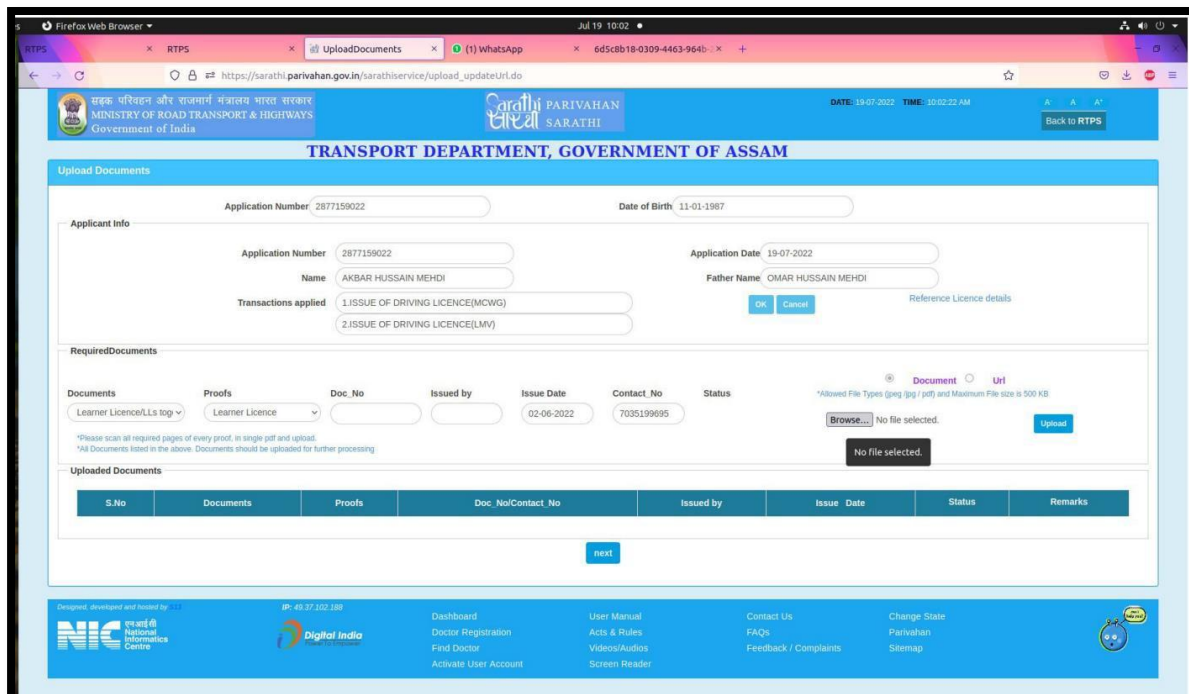 es Firefox Web Browser Jul 19 10:02
RTPS × RTPS × UploadDocuments × (1) WhatsApp × 6d5c8b18-0309-4463-964b-2 × +
https://sarathi.parivahan.gov.in/sarathiservice/upload_updateUrl.do
सड़क परिवहन और राजमार्ग मंत्रालय भारत सरकार
MINISTRY OF ROAD TRANSPORT & HIGHWAYS
Government of India
Sarathi PARIVAHAN
सारथी SARATHI
DATE: 19-07-2022 TIME: 10:02:22 AM
A- A A+
Back to RTPS
TRANSPORT DEPARTMENT, GOVERNMENT OF ASSAM
Upload Documents
Application Number 2877159022 Date of Birth 11-01-1987
Applicant Info
Application Number 2877159022 Application Date 19-07-2022
Name AKBAR HUSSAIN MEHDI Father Name OMAR HUSSAIN MEHDI
Transactions applied 1.ISSUE OF DRIVING LICENCE(MCWG) OK Cancel Reference Licence details
2.ISSUE OF DRIVING LICENCE(LMV)
RequiredDocuments
Document Url
Documents Proofs Doc_No Issued by Issue Date Contact_No Status *Allowed File Types (jpeg /jpg / pdf) and Maximum File size is 500 KB
Learner Licence/LLs tog Learner Licence 02-06-2022 7035199695 Browse... No file selected. Upload
*Please scan all required pages of every proof, in single pdf and upload.
*All Documents listed in the above. Documents should be uploaded for further processing
No file selected.
Uploaded Documents
S.No Documents Proofs Doc_No/Contact_No Issued by Issue Date Status Remarks
next
Designed, developed and hosted by
NIC एनआईसी National Informatics Centre
IP: 49.37.102.188
Digital India
Power To Empower
Dashboard User Manual Contact Us Change State
Doctor Registration Acts & Rules FAQs Parivahan
Find Doctor Videos/Audios Feedback / Complaints Sitemap
Activate User Account Screen Reader